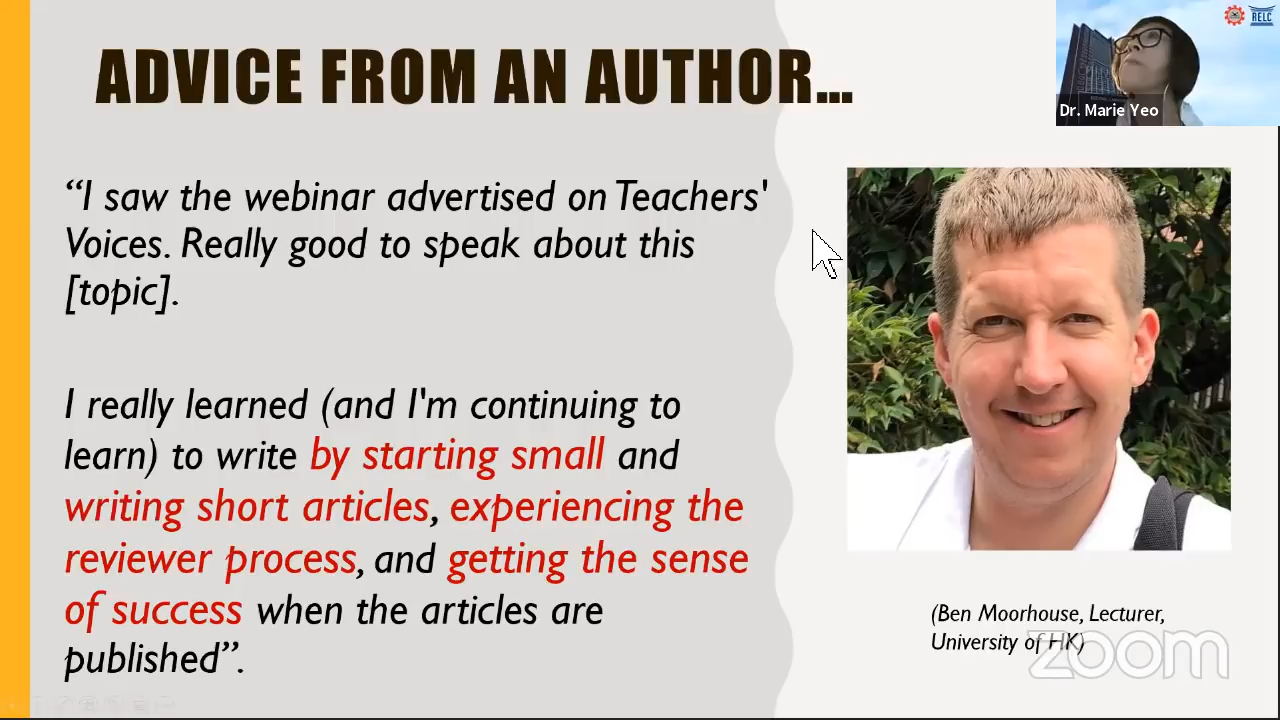 ADVICE FROM AN AUTHOR...
RELC
Dr. Marie Yeo
“I saw the webinar advertised on Teachers'
Voices. Really good to speak about this
[topic].
I really learned (and I'm continuing to
learn) to write by starting small and
writing short articles, experiencing the
reviewer process, and getting the sense
of success when the articles are
published”.
(Ben Moorhouse, Lecturer,
University of HK)
zoom